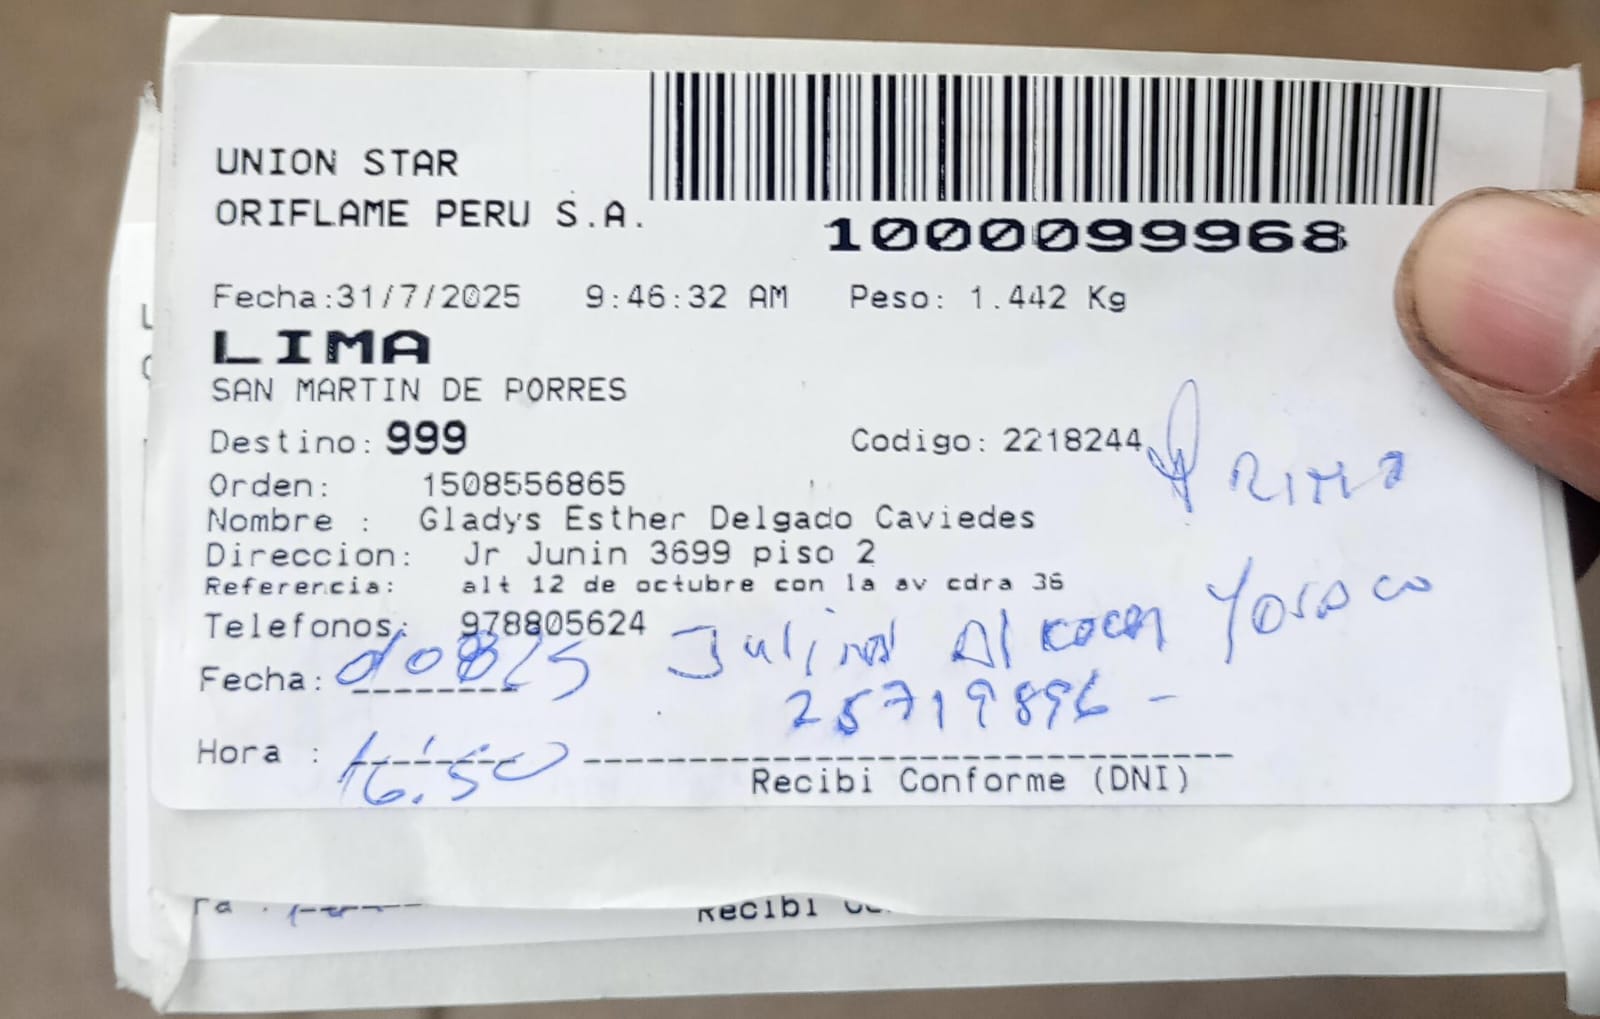 UNION STAR
ORIFLAME PERU S.A.
1000099968
Fecha:31/7/2025 9:46:32 AM Peso: 1.442 Kg
LIMA
SAN MARTIN DE PORRES
Destino: 999 Codigo: 2218244
Orden: 1508556865
Nombre : Gladys Esther Delgado Caviedes
Direccion: Jr Junin 3699 piso 2
Referencia: alt 12 de octubre con la av cdra 36
Telefonos: 978805624
Fecha:
25719896-
Hora : 16:50
Recibi Conforme (DNI)
Recibi